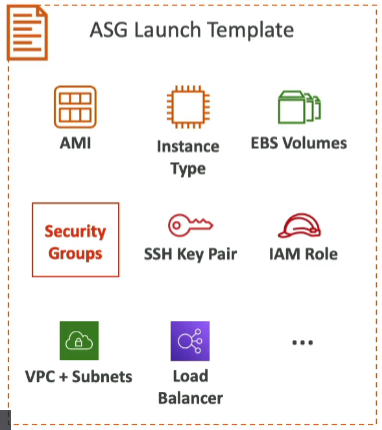 ASG Launch Template
AMI
Instance
Type
EBS Volumes
Security
Groups
SSH Key Pair
IAM Role
VPC + Subnets
Load
Balancer
...